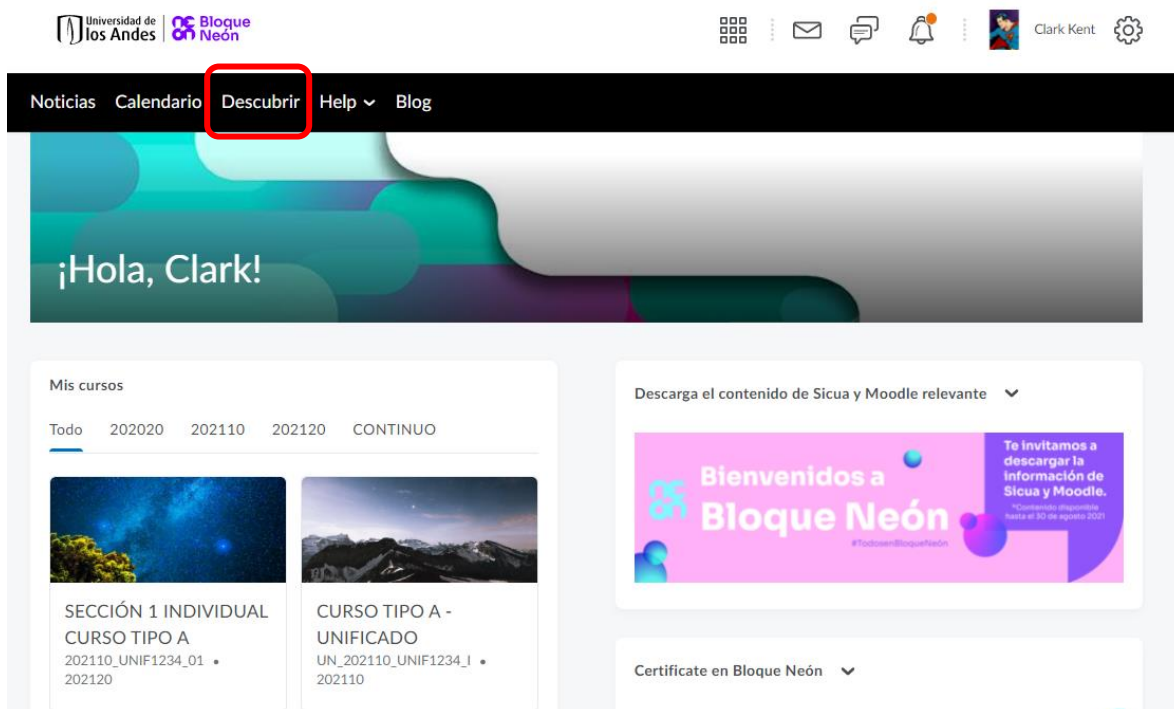 Universidad de
los Andes
Bloque
Neón
Clark Kent
Noticias Calendario Descubrir Help Blog
¡Hola, Clark!
Mis cursos
Todo 202020 202110 202120 CONTINUO
SECCIÓN 1 INDIVIDUAL
CURSO TIPO A
202110_UNIF1234_01 •
202120
CURSO TIPO A -
UNIFICADO
UN_202110_UNIF1234_I •
202110
Descarga el contenido de Sicua y Moodle relevante
Bienvenidos a
Bloque Neón
#TodosenBloqueNeón
Te invitamos a
descargar la
información de
Sicua y Moodle.
*Contenido disponible
hasta el 30 de agosto 2021
Certificate en Bloque Neón